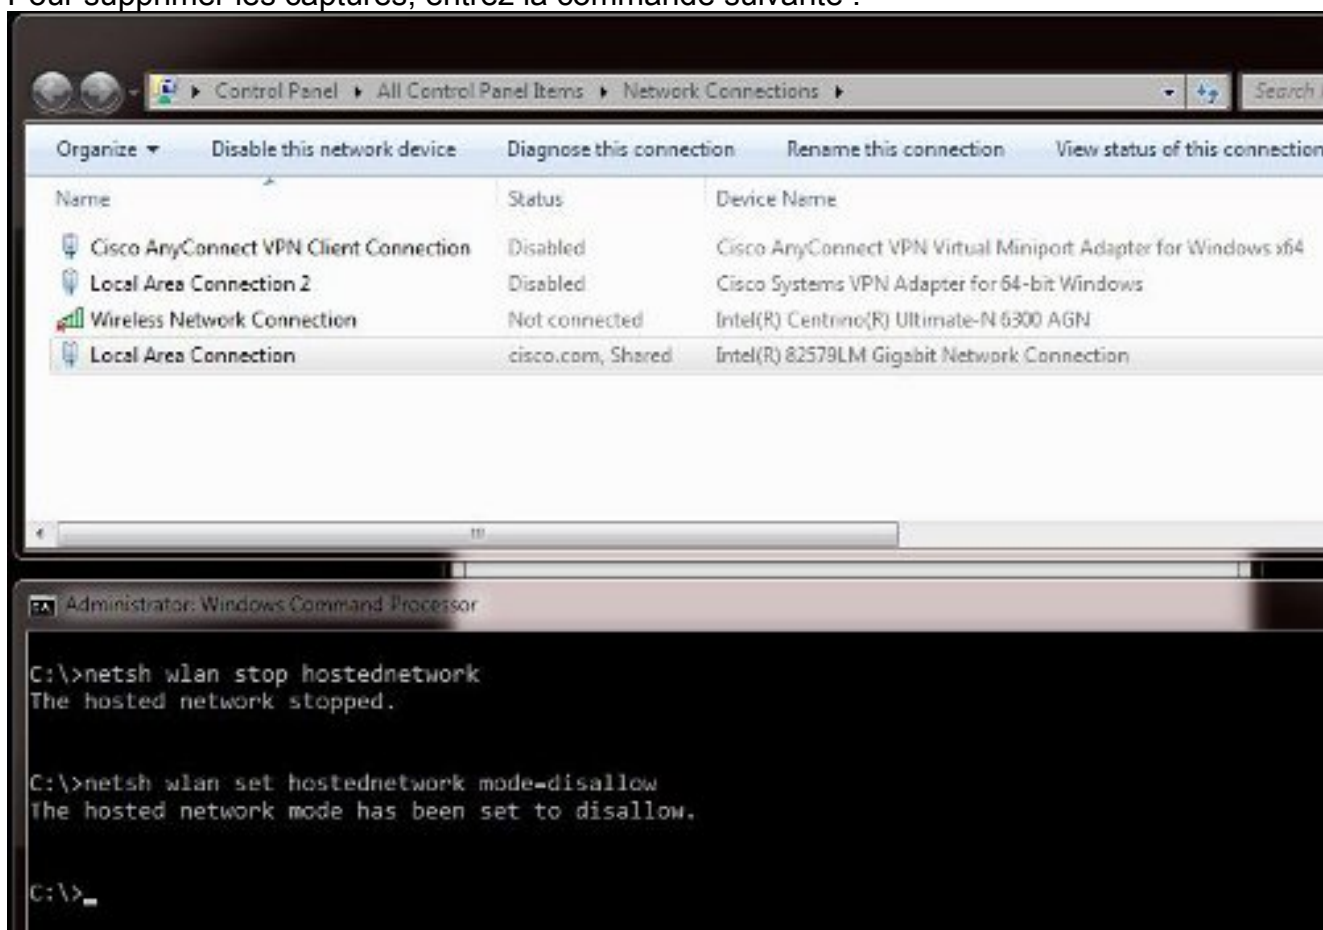 Pour supprimer les captures, entrez la commande suivante :
Control Panel ▸ All Control Panel Items ▸ Network Connections ▸
Search
Organize ▾ Disable this network device Diagnose this connection Rename this connection View status of this connection
Name Status Device Name
Cisco AnyConnect VPN Client Connection Disabled Cisco AnyConnect VPN Virtual Miniport Adapter for Windows x64
Local Area Connection 2 Disabled Cisco Systems VPN Adapter for 64-bit Windows
Wireless Network Connection Not connected Intel(R) Centrino(R) Ultimate-N 6300 AGN
Local Area Connection cisco.com, Shared Intel(R) 82579LM Gigabit Network Connection
Administrator: Windows Command Processor
C:\>netsh wlan stop hostednetwork
The hosted network stopped.
C:\>netsh wlan set hostednetwork mode=disallow
The hosted network mode has been set to disallow.
C:\>_